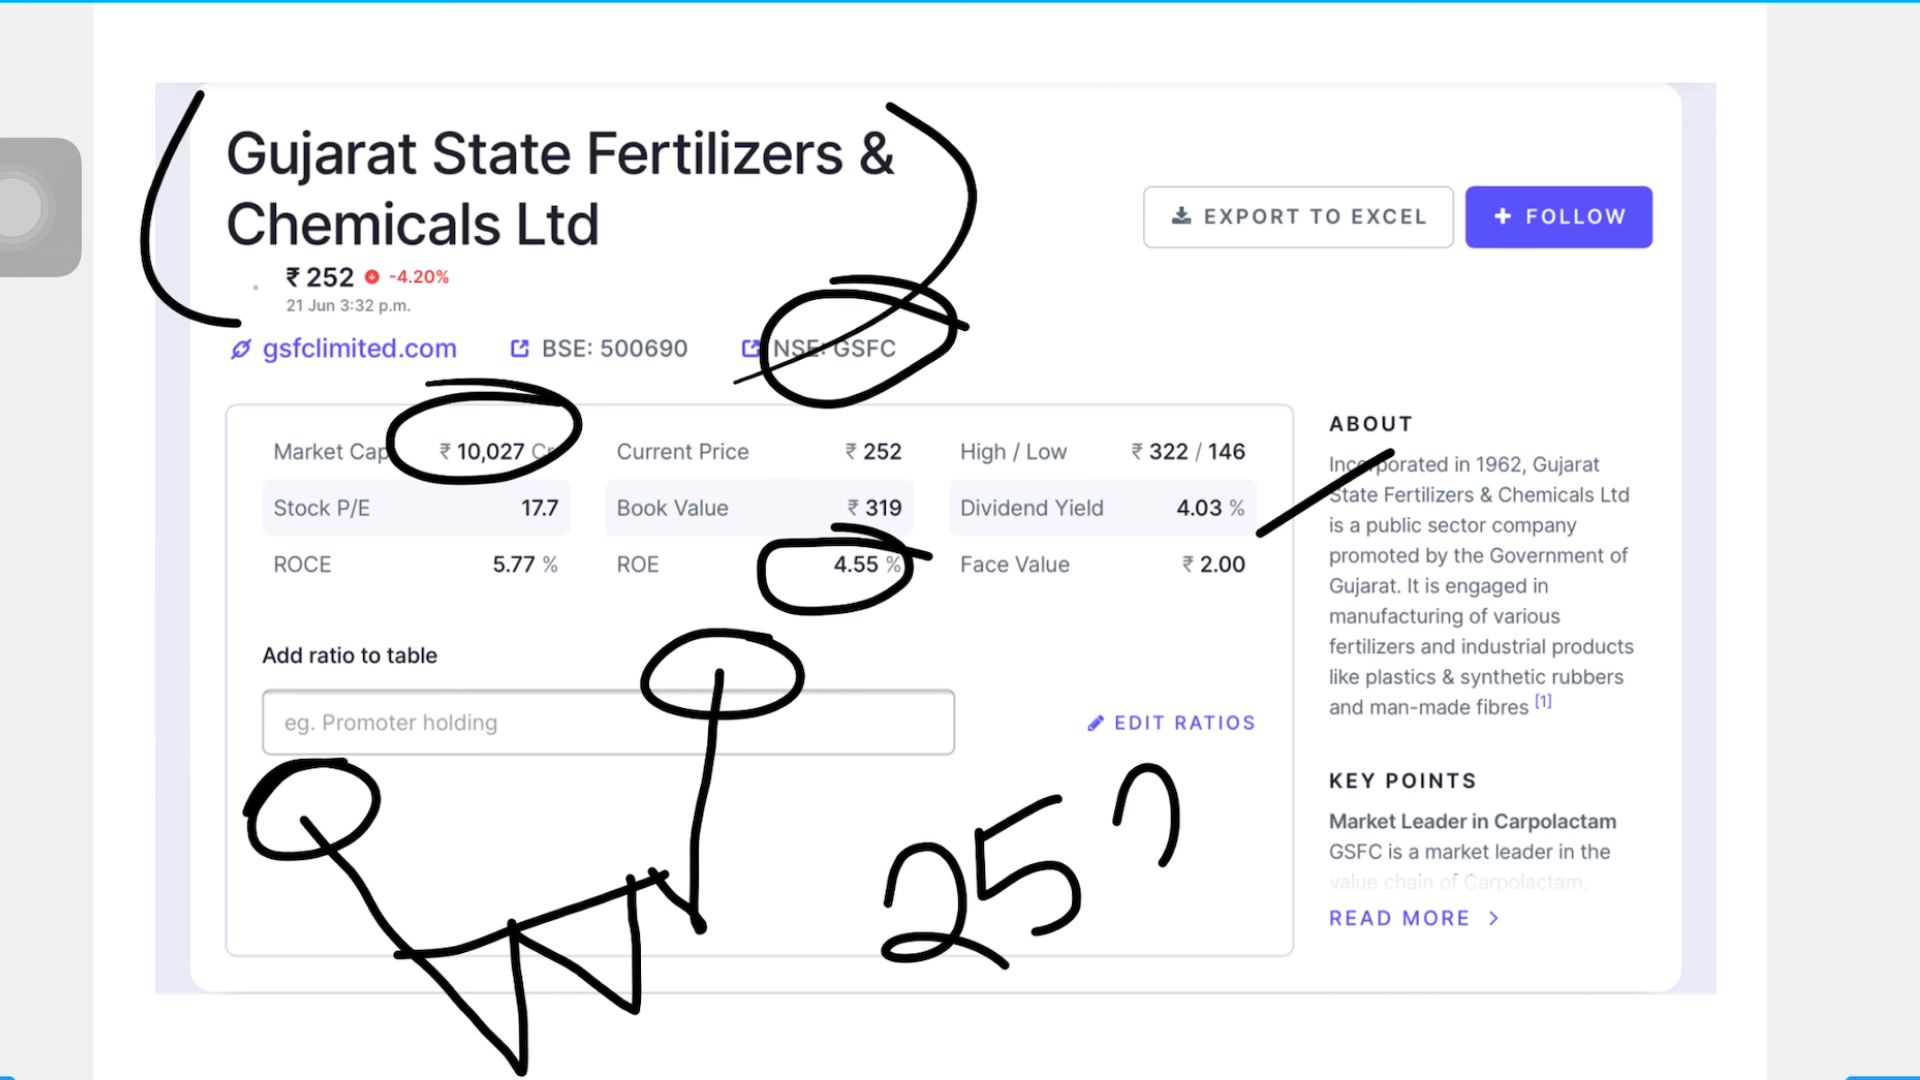 Gujarat State Fertilizers &
Chemicals Ltd
EXPORT TO EXCEL
+ FOLLOW
₹ 252 -4.20%
21 Jun 3:32 p.m.
gsfclimited.com BSE: 500690 NSE: GSFC
Market Cap ₹ 10,027 Cr. Current Price ₹ 252 High / Low ₹ 322 / 146
Stock P/E 17.7 Book Value ₹ 319 Dividend Yield 4.03 %
ROCE 5.77 % ROE 4.55 % Face Value ₹ 2.00
Add ratio to table
eg. Promoter holding
EDIT RATIOS
25
ABOUT
Incorporated in 1962, Gujarat
State Fertilizers & Chemicals Ltd
is a public sector company
promoted by the Government of
Gujarat. It is engaged in
manufacturing of various
fertilizers and industrial products
like plastics & synthetic rubbers
and man-made fibres [1]
KEY POINTS
Market Leader in Carpolactam
GSFC is a market leader in the
value chain of Carpolactam,
READ MORE >